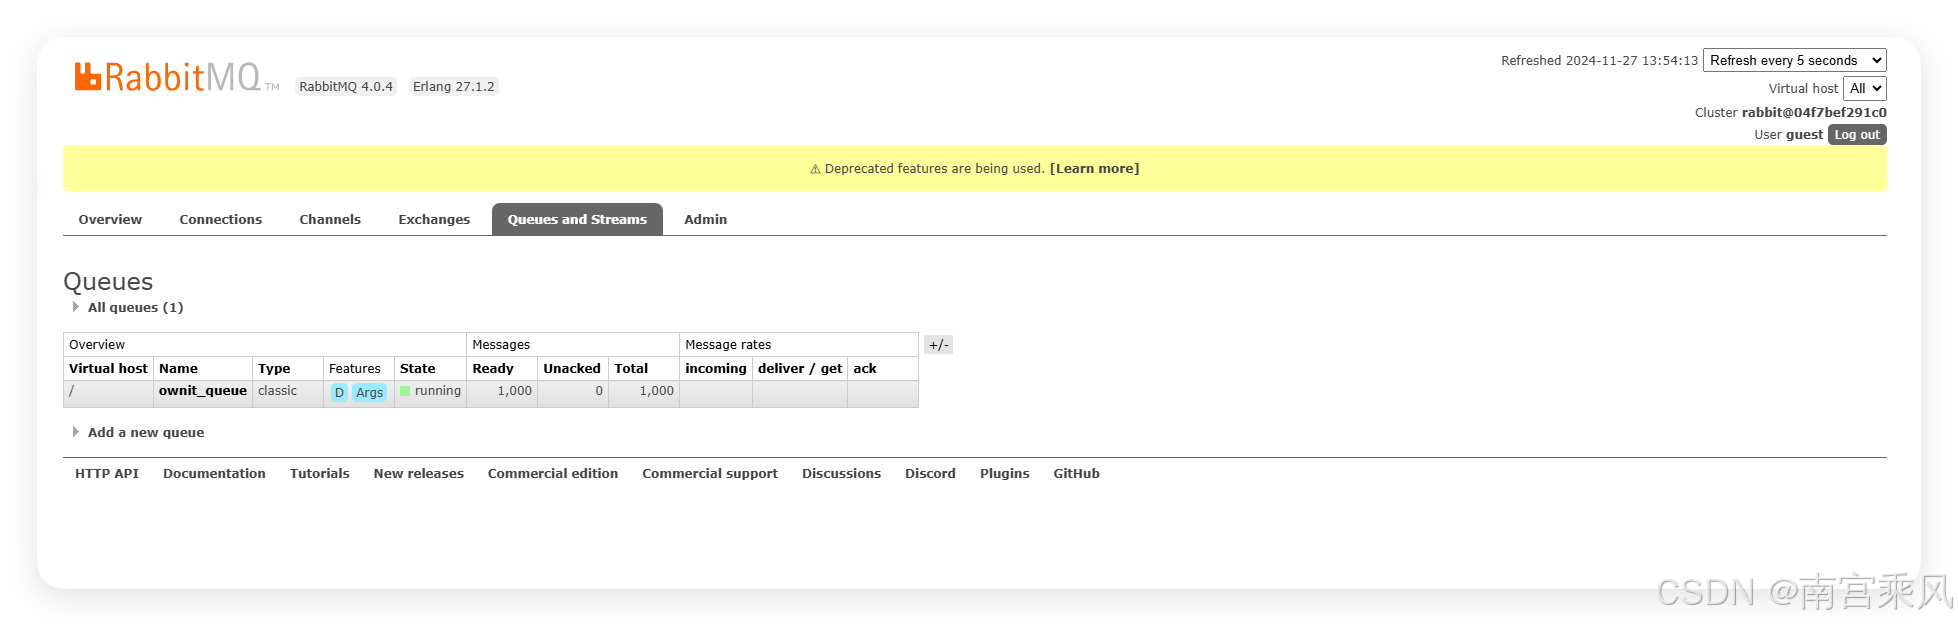 RabbitMQ TM RabbitMQ 4.0.4 Erlang 27.1.2
Refreshed 2024-11-27 13:54:13 Refresh every 5 seconds
Virtual host All
Cluster rabbit@04f7bef291c0
User guest Log out
⚠ Deprecated features are being used. [Learn more]
Overview Connections Channels Exchanges Queues and Streams Admin
Queues
All queues (1)
Overview Messages Message rates +/-
Virtual host Name Type Features State Ready Unacked Total incoming deliver / get ack
/ ownit_queue classic D Args running 1,000 0 1,000
Add a new queue
HTTP API Documentation Tutorials New releases Commercial edition Commercial support Discussions Discord Plugins GitHub
CSDN @南宫乘风